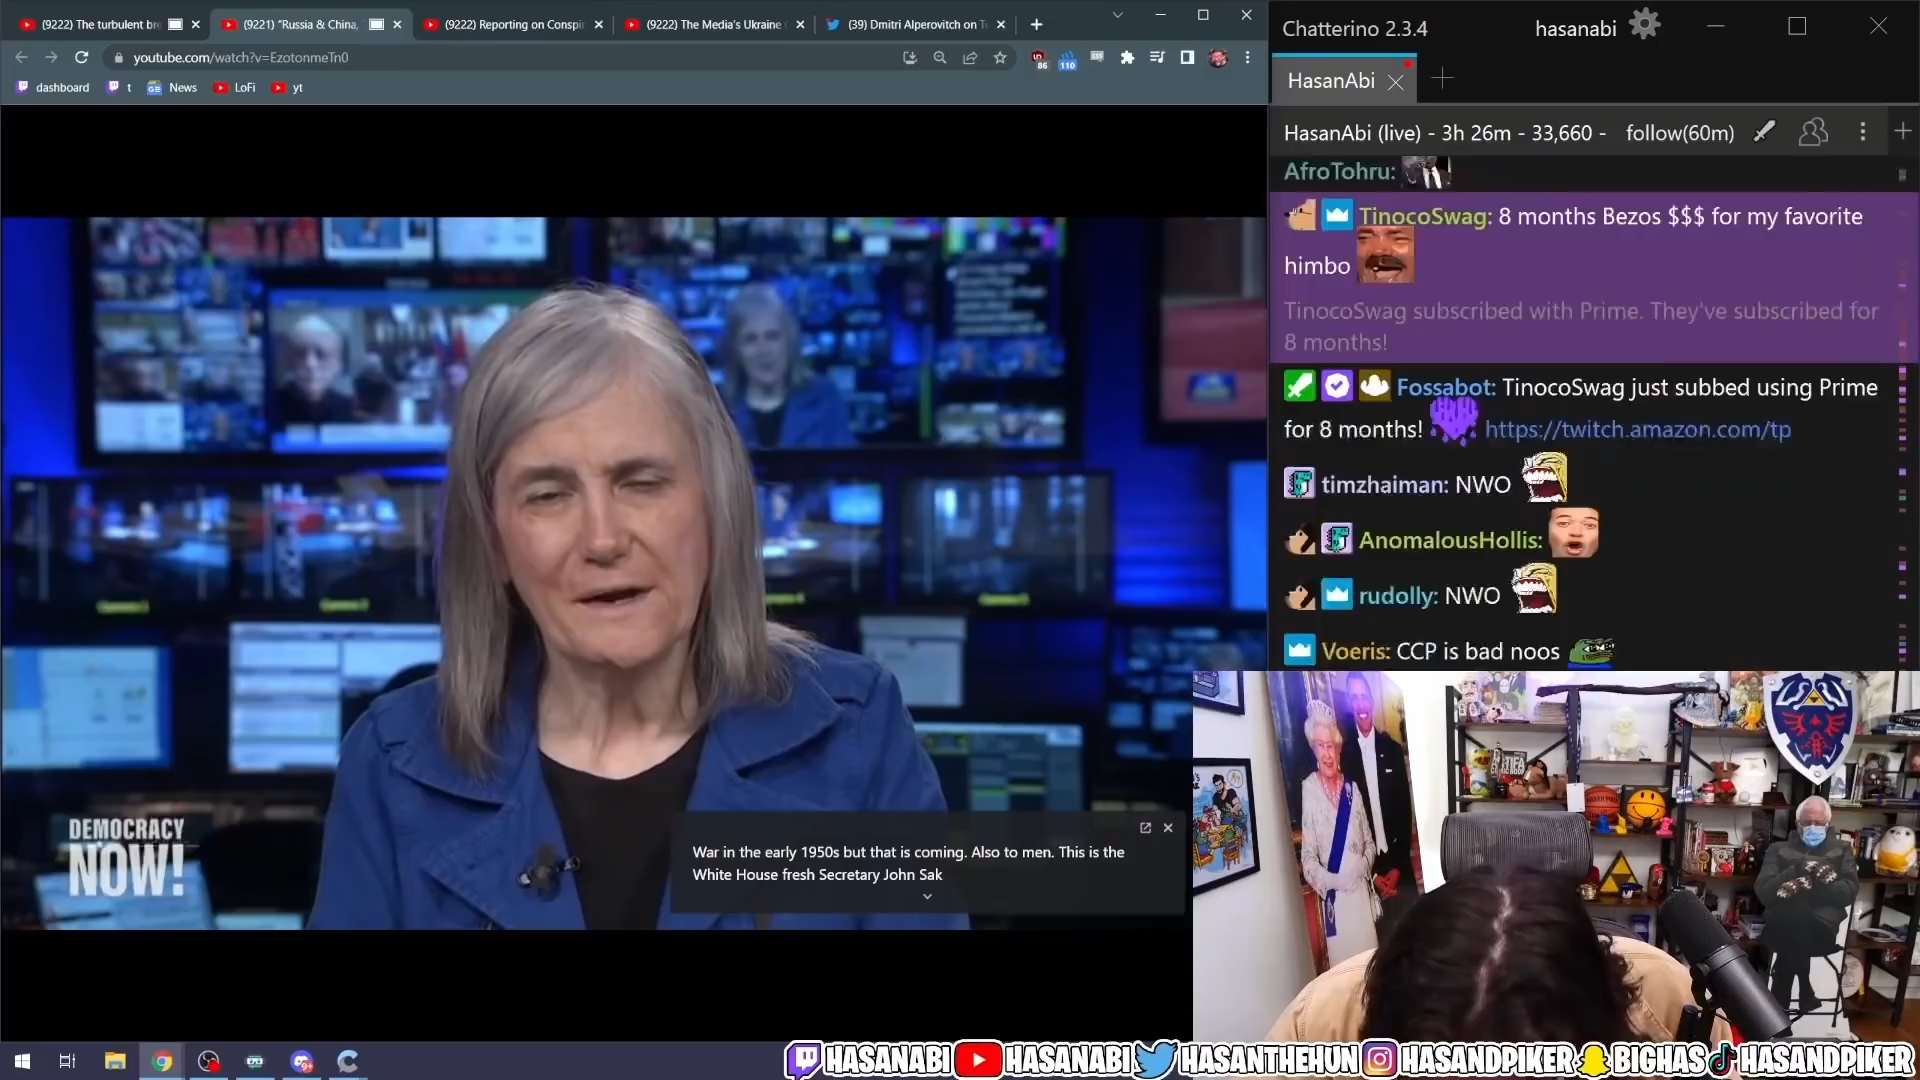 (9222) The turbulent br
(9221) "Russia & China,
(9222) Reporting on Conspir
(9222) The Media's Ukraine
(39) Dmitri Alperovitch on T
youtube.com/watch?v=EzotonmeTn0
86
110
dashboard
t
News
LoFi
yt
DEMOCRACY
NOW!
War in the early 1950s but that is coming. Also to men. This is the
White House fresh Secretary John Sak
Chatterino 2.3.4
hasanabi
HasanAbi
HasanAbi (live) - 3h 26m - 33,660 - follow(60m)
AfroTohru:
TinocoSwag: 8 months Bezos $$$ for my favorite
himbo
TinocoSwag subscribed with Prime. They've subscribed for
8 months!
Fossabot: TinocoSwag just subbed using Prime
for 8 months! https://twitch.amazon.com/tp
timzhaiman: NWO
AnomalousHollis:
rudolly: NWO
Voeris: CCP is bad noos
HASANABI HASANABI HASANTHEHUN HASANDPIKER BIGHAS HASANDPIKER